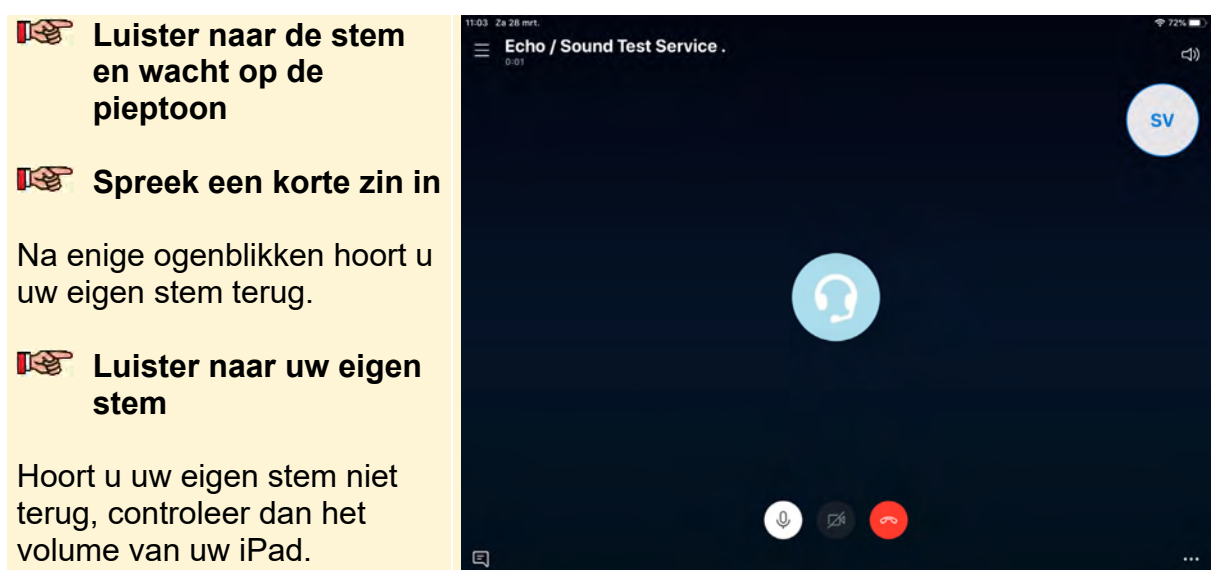 Luister naar de stem
en wacht op de
pieptoon
Spreek een korte zin in
Na enige ogenblikken hoort u
uw eigen stem terug.
Luister naar uw eigen
stem
Hoort u uw eigen stem niet
terug, controleer dan het
volume van uw iPad.
11:03 Za 28 mrt.
72%
Echo / Sound Test Service .
0:01
SV